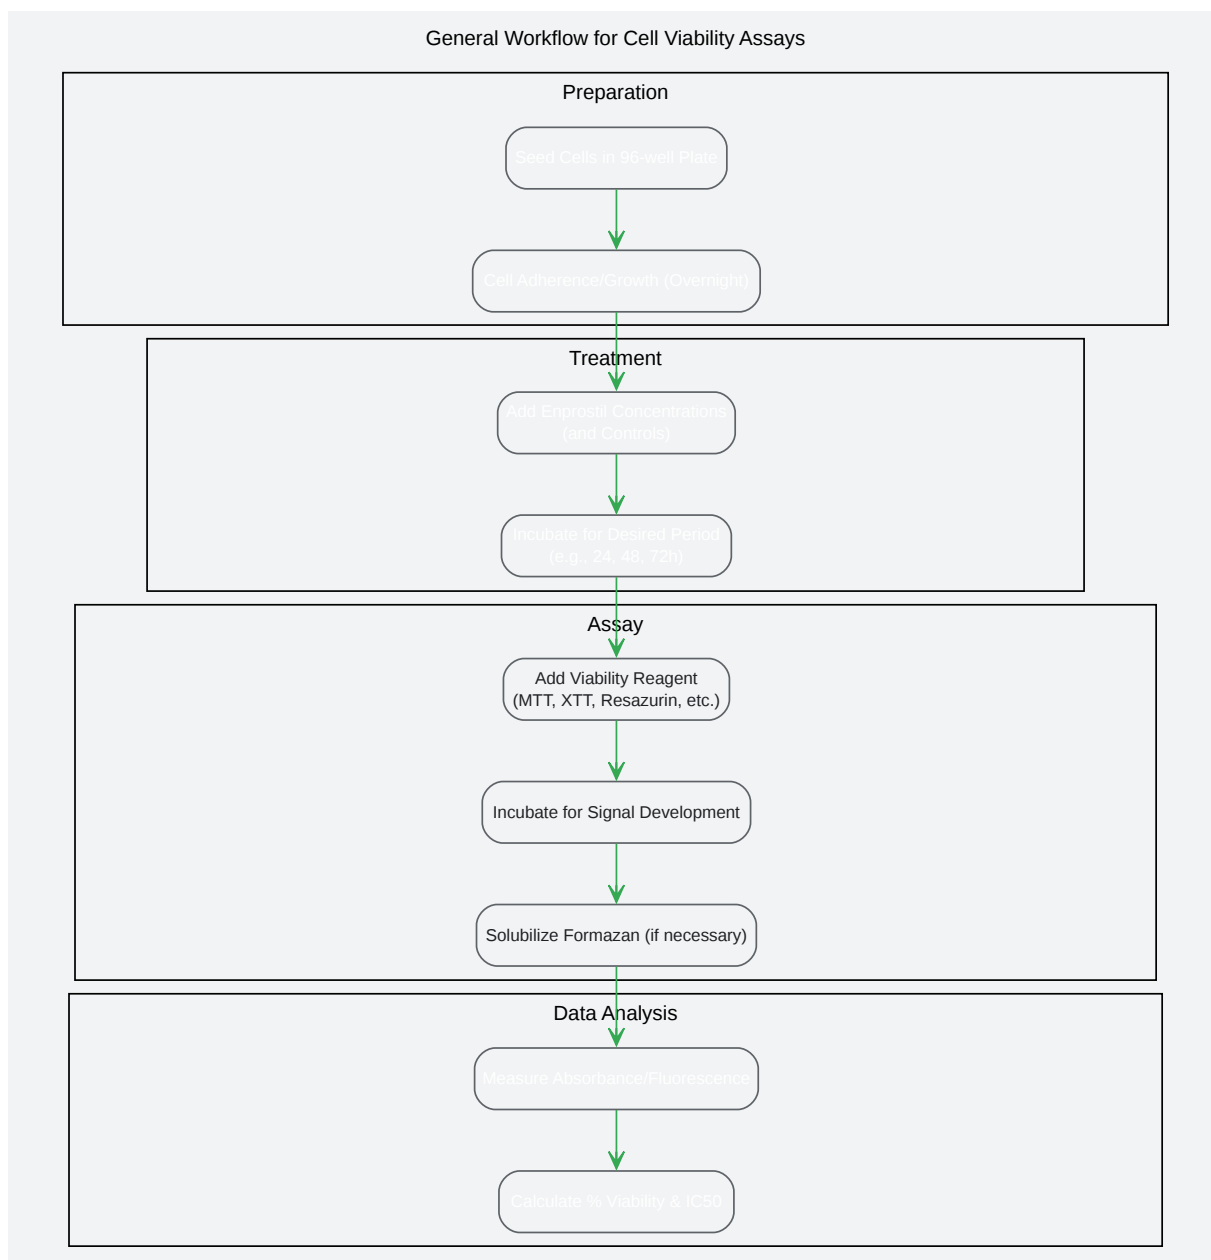 General Workflow for Cell Viability Assays
Preparation
Seed Cells in 96-well Plate
Cell Adherence/Growth (Overnight)
Treatment
Add Enprostil Concentrations
(and Controls)
Incubate for Desired Period
(e.g., 24, 48, 72h)
Assay
Add Viability Reagent
(MTT, XTT, Resazurin, etc.)
Incubate for Signal Development
Solubilize Formazan (if necessary)
Data Analysis
Measure Absorbance/Fluorescence
Calculate % Viability & IC50